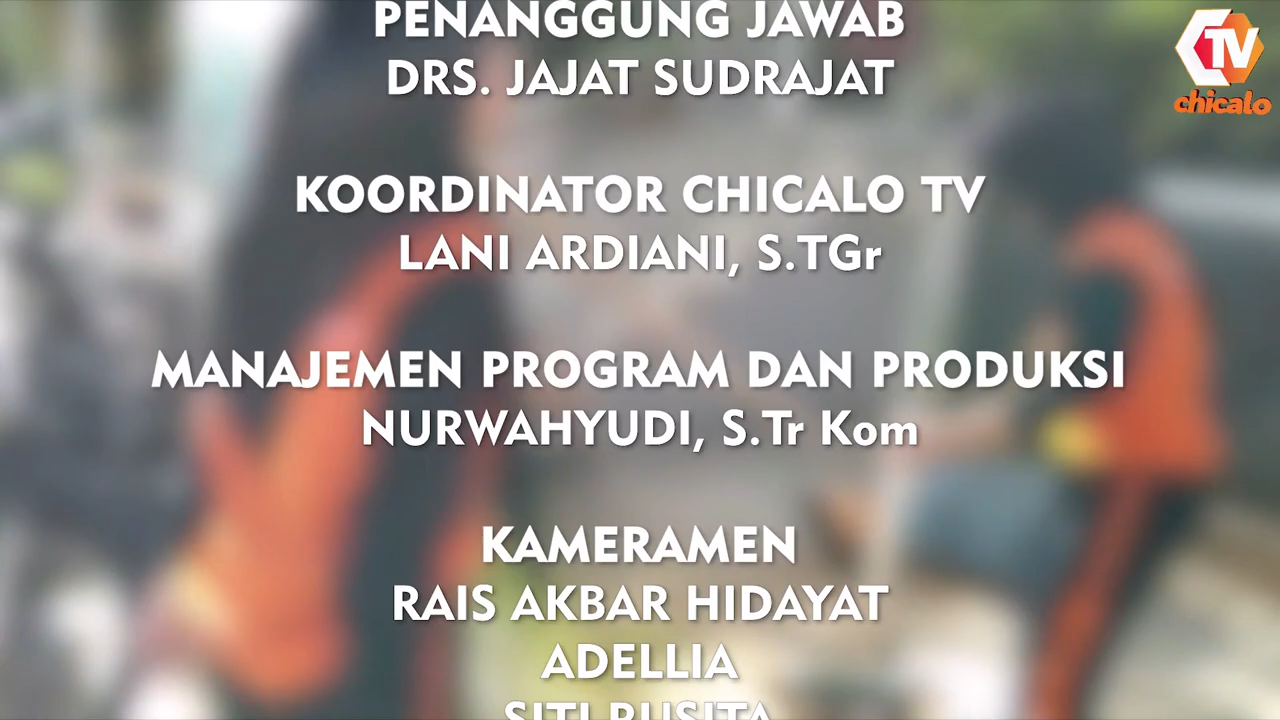 PENANGGUNG JAWAB
DRS. JAJAT SUDRAJAT
KOORDINATOR CHICALO TV
LANI ARDIANI, S.TGr
MANAJEMEN PROGRAM DAN PRODUKSI
NURWAHYUDI, S.Tr Kom
KAMERAMEN
RAIS AKBAR HIDAYAT
ADELLIA
SITI
TV
chicalo